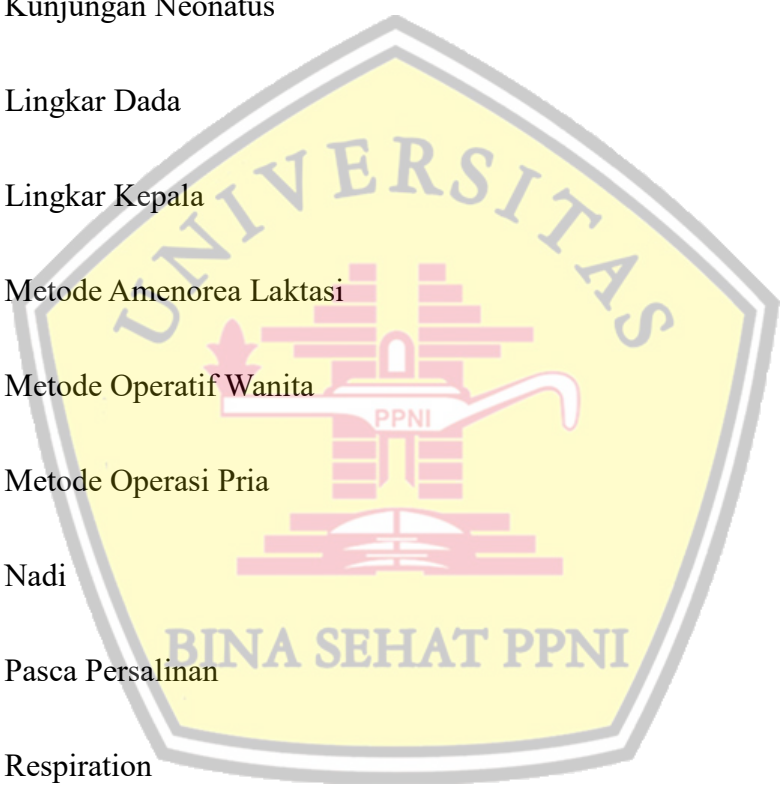 Kunjungan Neonatus
Lingkar Dada
UNIVERSITAS
Lingkar Kepala
Metode Amenorea Laktasi
Metode Operatif Wanita
PPNI
Metode Operasi Pria
Nadi
BINA SEHAT PPNI
Pasca Persalinan
Respiration